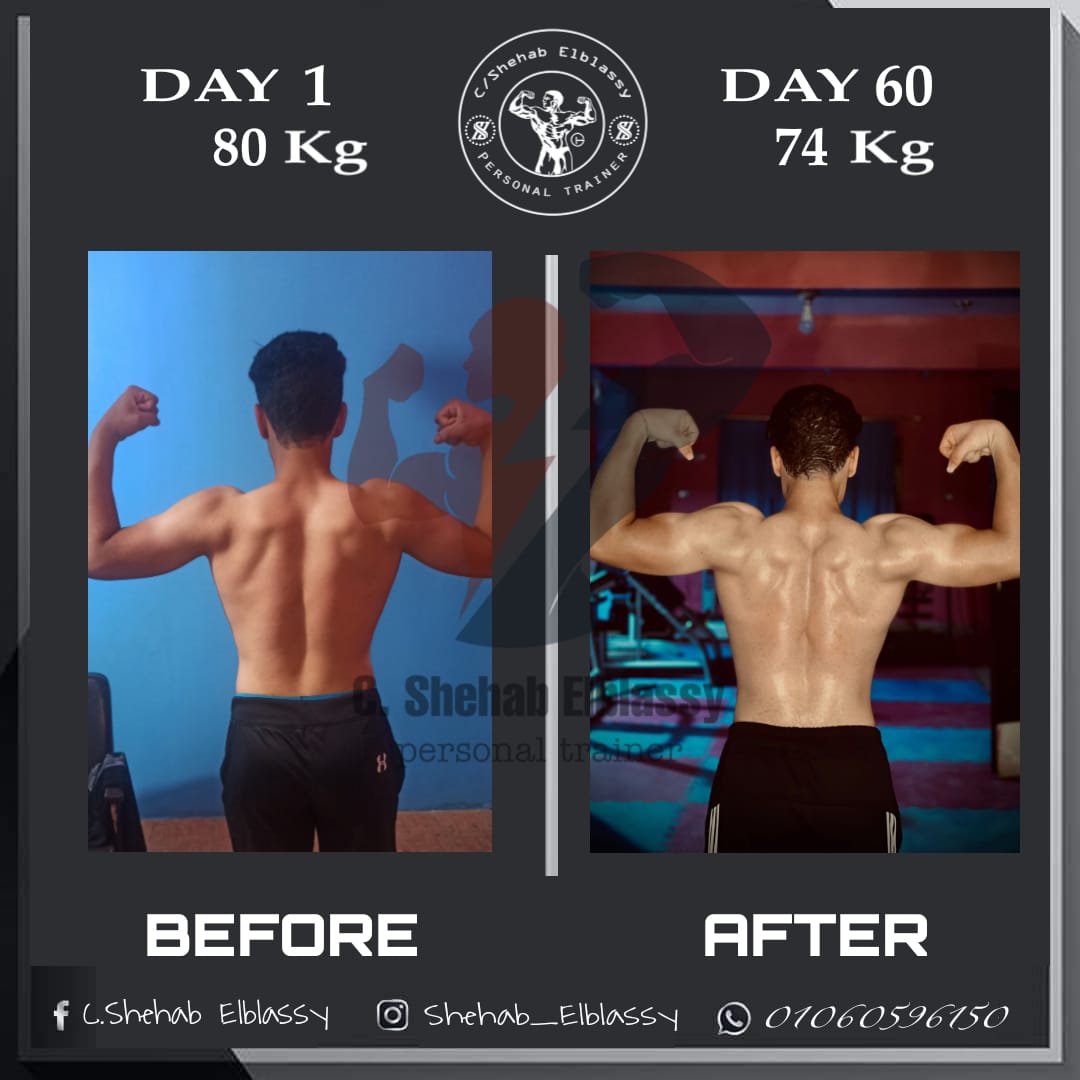 DAY 1
80 Kg
C/Shehab Elblassy
PERSONAL TRAINER
DAY 60
74 Kg
C. Shehab Elblassy
personal trainer
BEFORE
AFTER
C.Shehab Elblassy
Shehab_Elblassy
01060596150